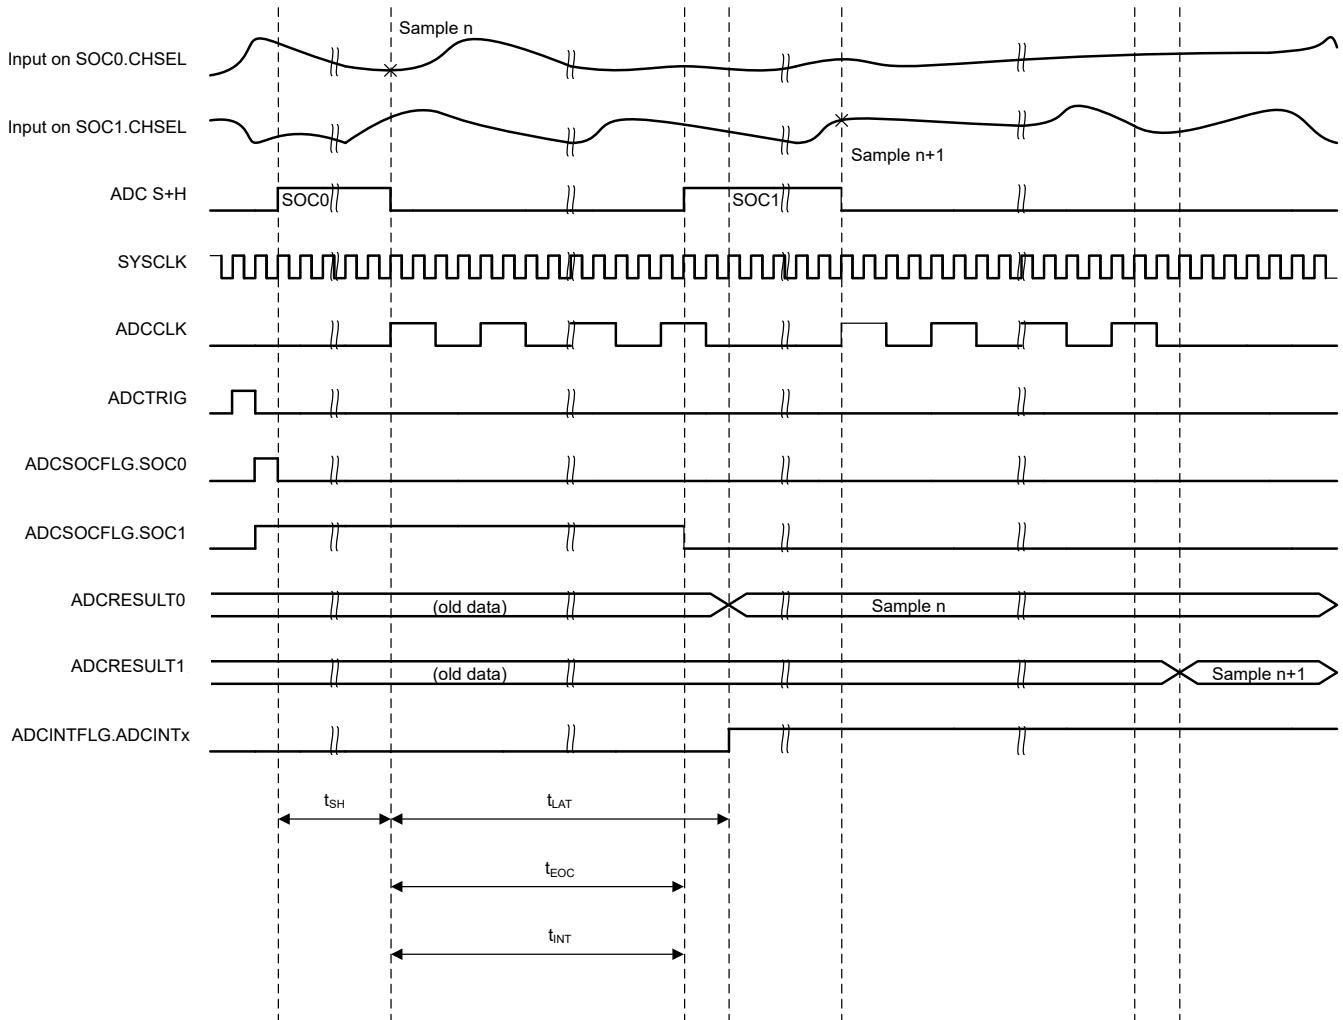 Sample n
Input on SOC0.CHSEL
Input on SOC1.CHSEL
Sample n+1
ADC S+H
SOC0
SOC1
SYSCLK
ADCCLK
ADCTRIG
ADCSOCFLG.SOC0
ADCSOCFLG.SOC1
ADCRESULT0
(old data)
Sample n
ADCRESULT1
(old data)
Sample n+1
ADCINTFLG.ADCINTx
tSH
tLAT
tEOC
tINT